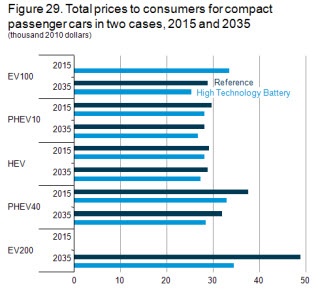 Figure 29. Total prices to consumers for compact
passenger cars in two cases, 2015 and 2035
(thousand 2010 dollars)
2015
EV100
Reference
2035
High Technology Battery
2015
PHEV10
2035
2015
HEV
2035
2015
PHEV40
2035
2015
EV200
2035
0 10 20 30 40 50